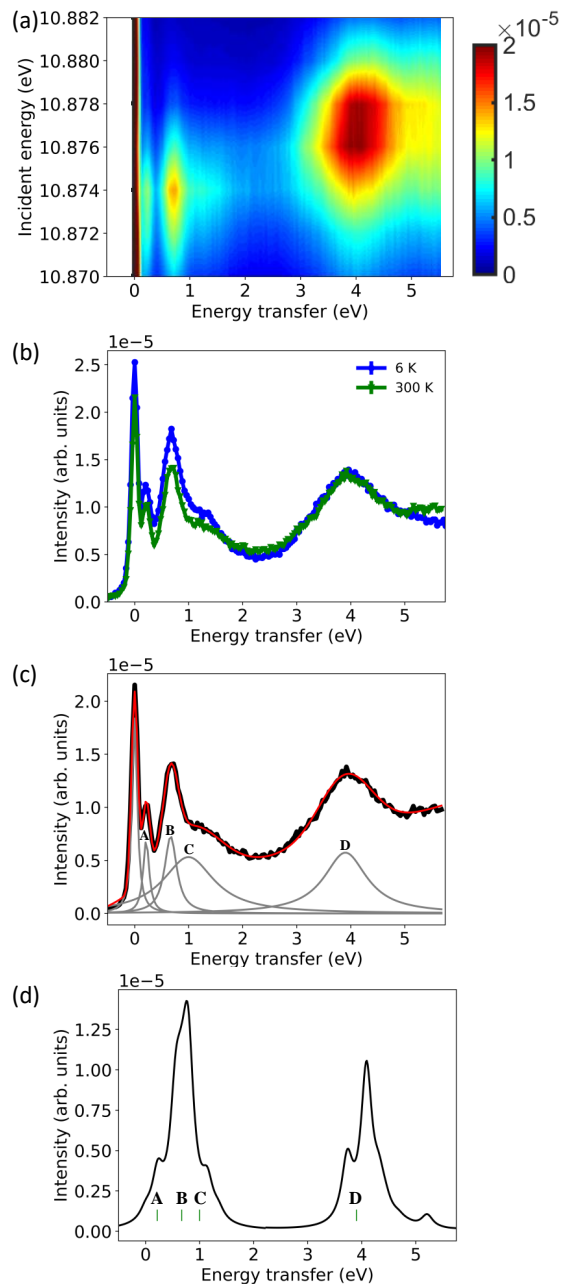 (a)
×10⁻⁵
10.882
10.880
10.878
10.876
10.874
10.872
10.870
Incident energy (eV)
0 1 2 3 4 5
Energy transfer (eV)
2
1.5
1
0.5
0
(b)
1e-5
2.5
2.0
1.5
1.0
0.5
0.0
Intensity (arb. units)
6 K
300 K
0 1 2 3 4 5
Energy transfer (eV)
(c)
1e-5
2.0
1.5
1.0
0.5
0.0
Intensity (arb. units)
A B C D
0 1 2 3 4 5
Energy transfer (eV)
(d)
1e-5
1.25
1.00
0.75
0.50
0.25
0.00
Intensity (arb. units)
A B C D
0 1 2 3 4 5
Energy transfer (eV)